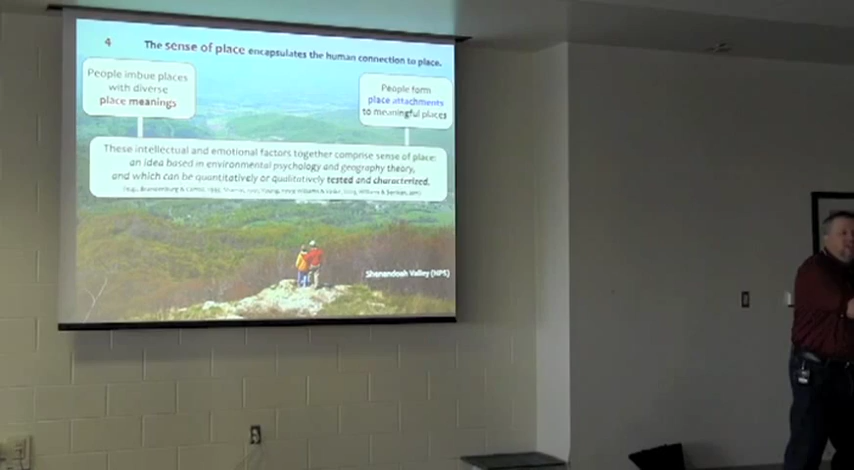 4 The sense of place encapsulates the human connection to place.
People imbue places
with diverse
place meanings
People form
place attachments
to meaningful places
These intellectual and emotional factors together comprise sense of place:
an idea based in environmental psychology and geography theory,
and which can be quantitatively or qualitatively tested and characterized.
Shenandoah Valley (NPS)